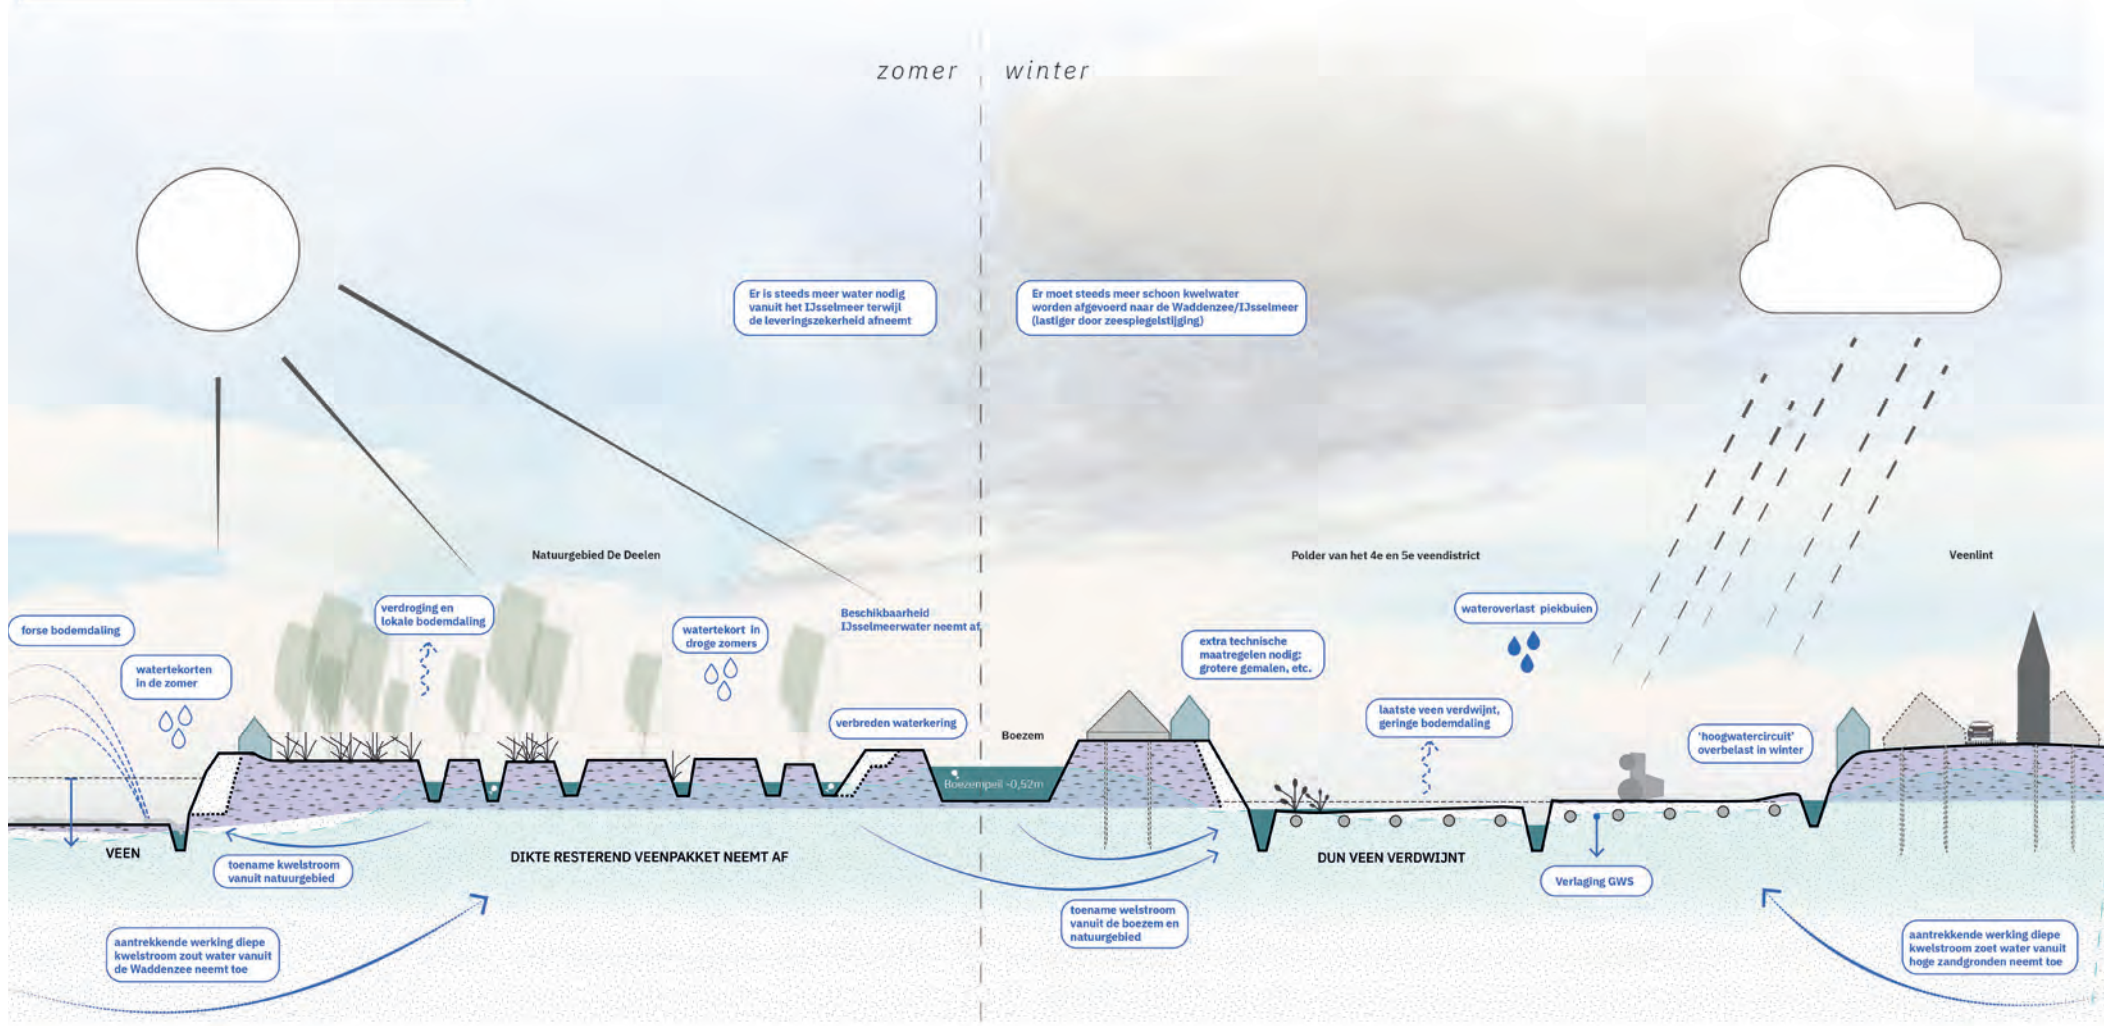 zomer
winter
Er is steeds meer water nodig
vanuit het IJsselmeer terwijl
de leveringszekerheid afneemt
Er moet steeds meer schoon kwelwater
worden afgevoerd naar de Waddenzee/IJsselmeer
(lastiger door zeespiegelstijging)
Natuurgebied De Deelen
Polder van het 4e en 5e veendistrict
Veenlint
forse bodemdaling
watertekorten
in de zomer
verdroging en
lokale bodemdaling
watertekort in
droge zomers
Beschikbaarheid
IJsselmeerwater neemt af
verbreden waterkering
Boezem
Boezempeil -0,52m
extra technische
maatregelen nodig:
grotere gemalen, etc.
wateroverlast piekbuien
laatste veen verdwijnt,
geringe bodemdaling
'hoogwatercircuit'
overbelast in winter
VEEN
toename kwelstroom
vanuit natuurgebied
DIKTE RESTEREND VEENPAKKET NEEMT AF
DUN VEEN VERDWIJNT
Verlaging GWS
aantrekkende werking diepe
kwelstroom zout water vanuit
de Waddenzee neemt toe
toename welstroom
vanuit de boezem en
natuurgebied
aantrekkende werking diepe
kwelstroom zoet water vanuit
hoge zandgronden neemt toe